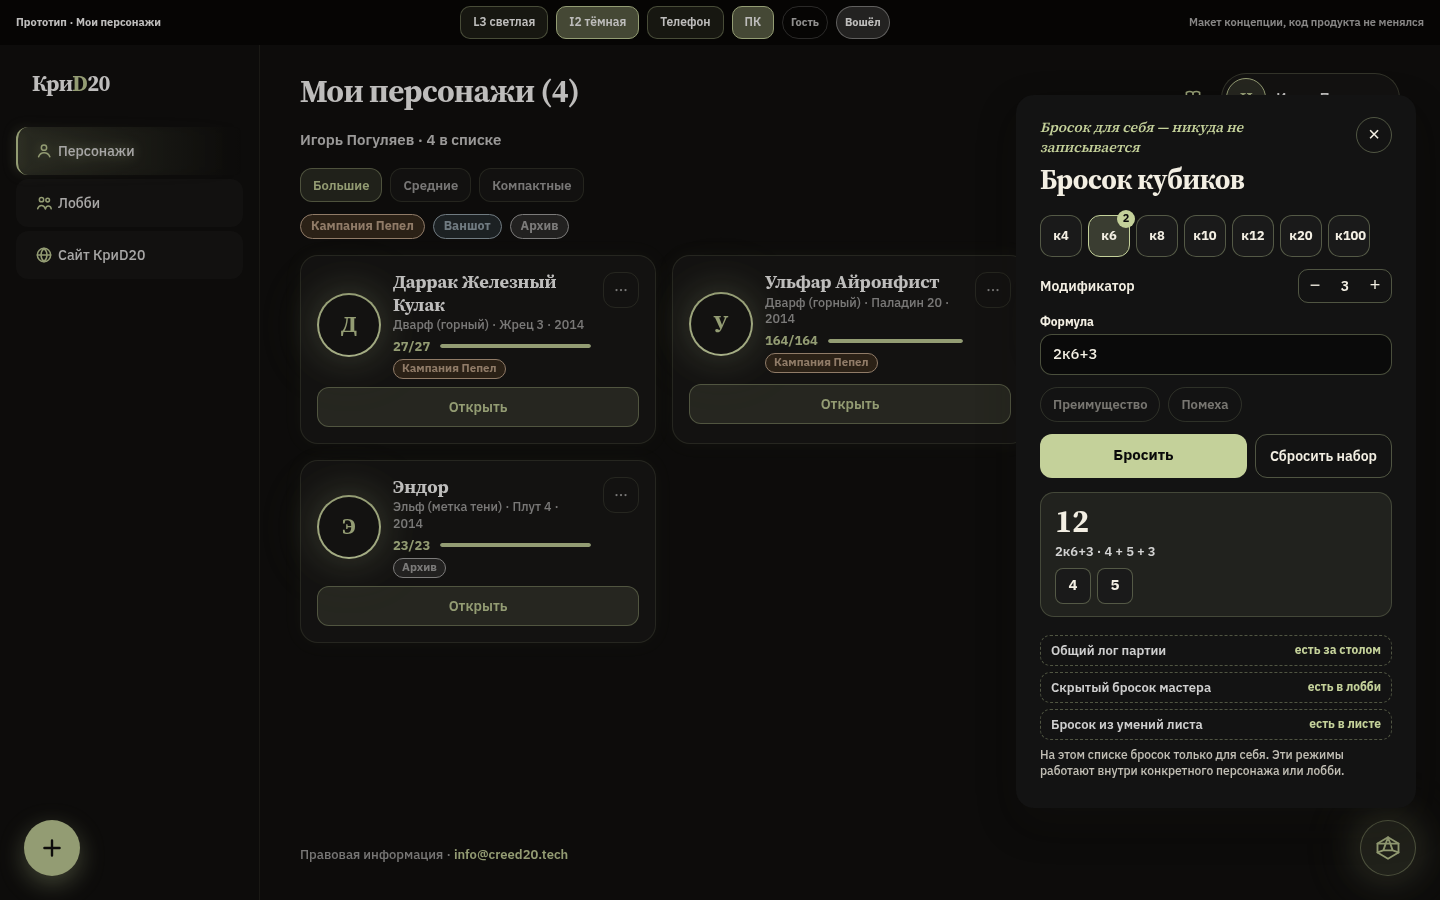 Прототип · Мои персонажи
L3 светлая
I2 тёмная
Телефон
ПК
Гость
Вошёл
Макет концепции, код продукта не менялся
КриD20
Персонажи
Лобби
Сайт КриD20
Мои персонажи (4)
Игорь Погуляев · 4 в списке
Большие
Средние
Компактные
Кампания Пепел
Ваншот
Архив
Д
Даррак Железный
Кулак
Дварф (горный) · Жрец 3 · 2014
27/27
Кампания Пепел
Открыть
У
Ульфар Айронфист
Дварф (горный) · Паладин 20 ·
2014
164/164
Кампания Пепел
Открыть
Э
Эндор
Эльф (метка тени) · Плут 4 ·
2014
23/23
Архив
Открыть
Правовая информация · info@creed20.tech
Бросок для себя — никуда не
записывается
Бросок кубиков
к4
к6
2
к8
к10
к12
к20
к100
Модификатор
− 3 +
Формула
2к6+3
Преимущество
Помеха
Бросить
Сбросить набор
12
2к6+3 · 4 + 5 + 3
4
5
Общий лог партии
есть за столом
Скрытый бросок мастера
есть в лобби
Бросок из умений листа
есть в листе
На этом списке бросок только для себя. Эти режимы
работают внутри конкретного персонажа или лобби.